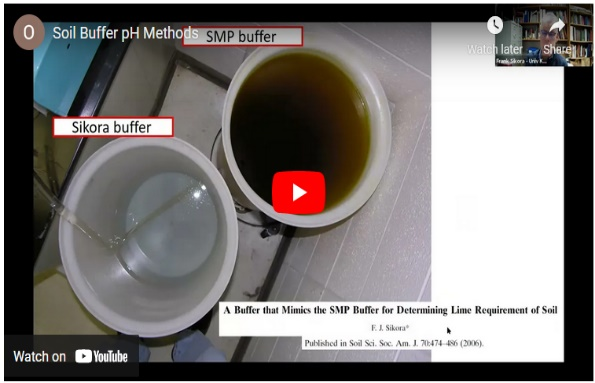 O
Soil Buffer pH Methods
SMP buffer
Watch later
Share
Frank Sikora - Univ K...
Sikora buffer
A Buffer that Mimics the SMP Buffer for Determining Lime Requirement of Soil
F. J. Sikora*
Published in Soil Sci. Soc. Am. J. 70:474–486 (2006).
Watch on YouTube